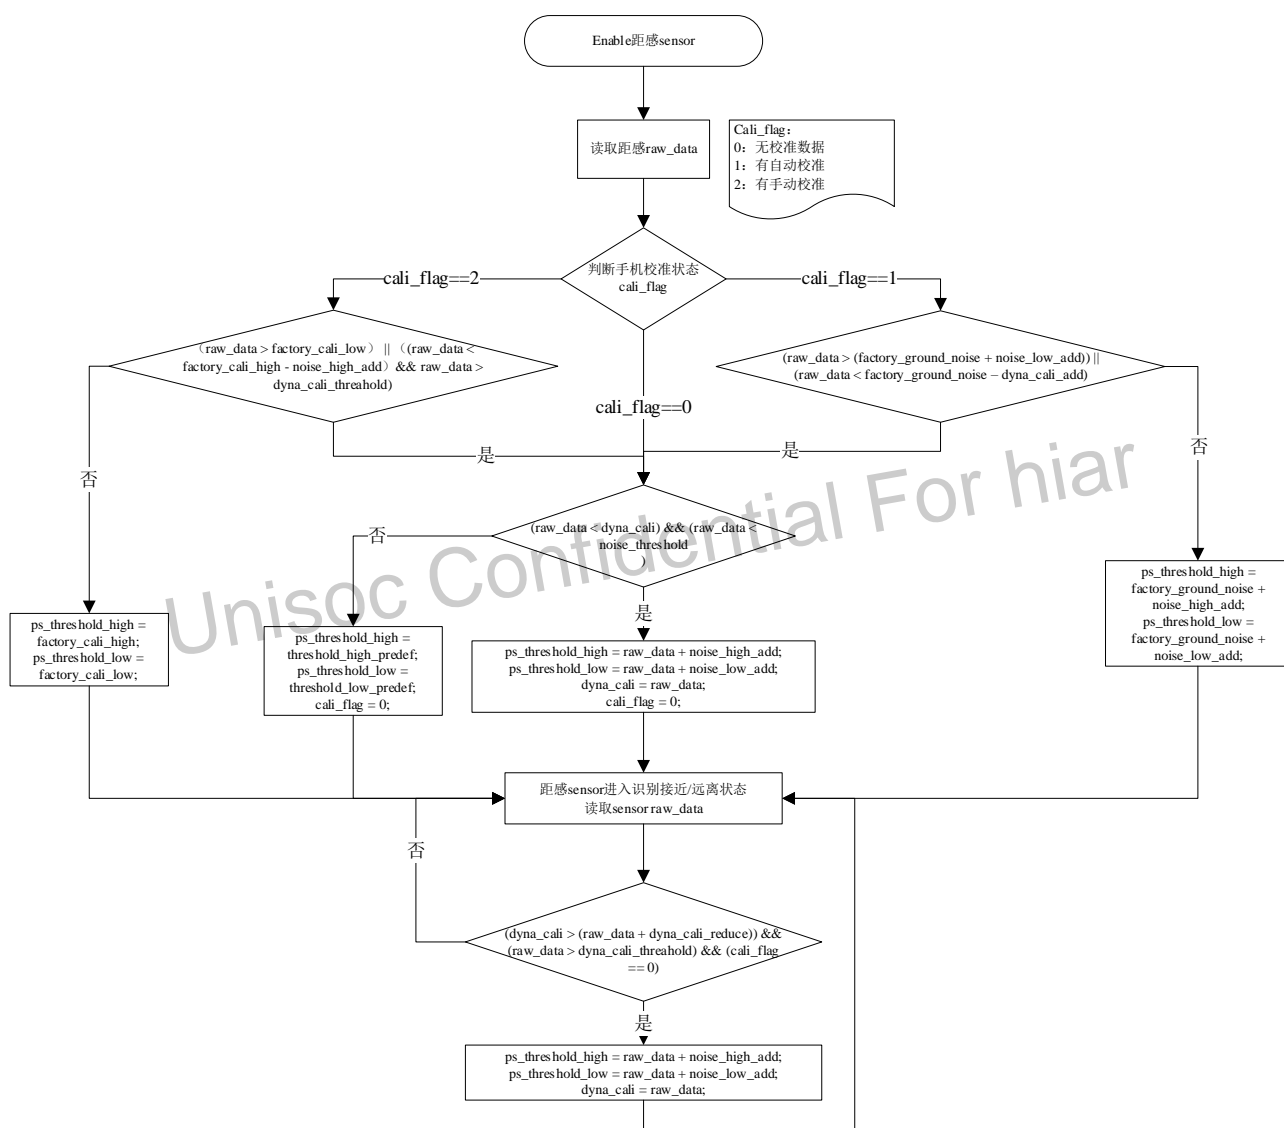 Enable距感sensor
读取距感raw_data
Cali_flag：
0：无校准数据
1：有自动校准
2：有手动校准
判断手机校准状态
cali_flag
cali_flag==2
cali_flag==1
（raw_data > factory_cali_low） || （(raw_data <
factory_cali_high - noise_high_add）&& raw_data >
dyna_cali_threahold)
(raw_data > (factory_ground_noise + noise_low_add)) ||
(raw_data < factory_ground_noise – dyna_cali_add)
cali_flag==0
是
是
否
否
(raw_data < dyna_cali) && (raw_data <
noise_threshold
)
否
是
Unisoc Confidential For hiar
ps_threshold_high =
factory_cali_high;
ps_threshold_low =
factory_cali_low;
ps_threshold_high =
threshold_high_predef;
ps_threshold_low =
threshold_low_predef;
cali_flag = 0;
ps_threshold_high = raw_data + noise_high_add;
ps_threshold_low = raw_data + noise_low_add;
dyna_cali = raw_data;
cali_flag = 0;
ps_threshold_high =
factory_ground_noise +
noise_high_add;
ps_threshold_low =
factory_ground_noise +
noise_low_add;
距感sensor进入识别接近/远离状态
读取sensor raw_data
否
(dyna_cali > (raw_data + dyna_cali_reduce)) &&
(raw_data > dyna_cali_threahold) && (cali_flag
== 0)
是
ps_threshold_high = raw_data + noise_high_add;
ps_threshold_low = raw_data + noise_low_add;
dyna_cali = raw_data;